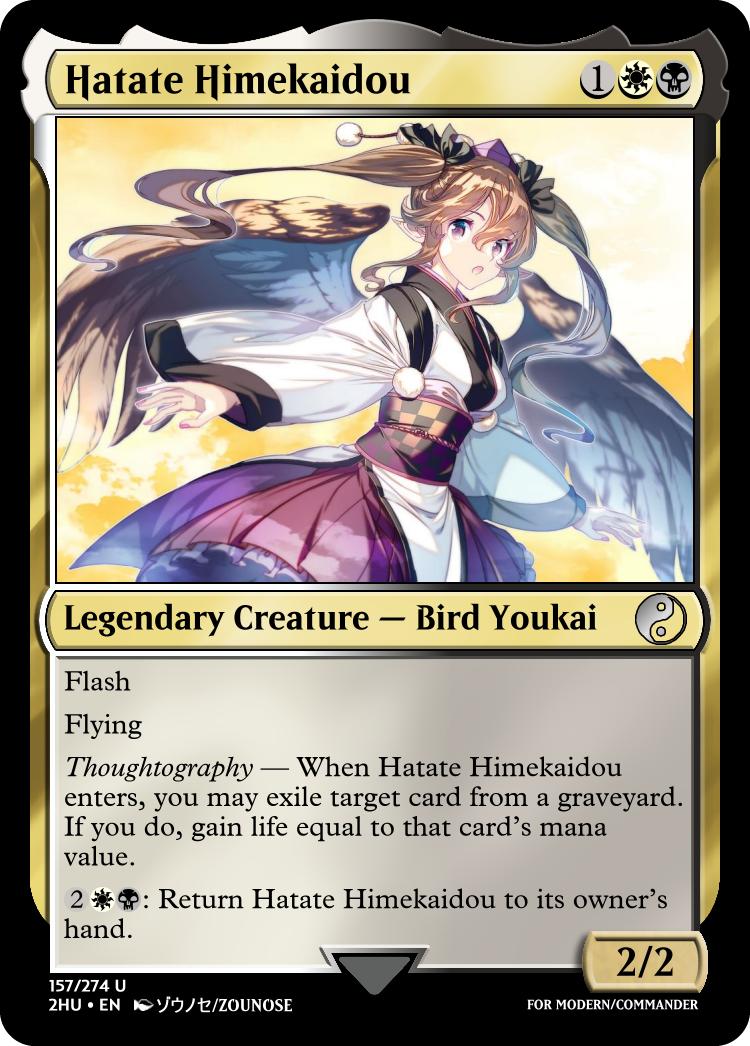 Hatate Himekaidou 1
Legendary Creature — Bird Youkai
Flash
Flying
Thoughtography — When Hatate Himekaidou
enters, you may exile target card from a graveyard.
If you do, gain life equal to that card's mana
value.
2: Return Hatate Himekaidou to its owner's
hand.
2/2
157/274 U
2HU • EN ゾウノセ/ZOUNOSE
FOR MODERN/COMMANDER